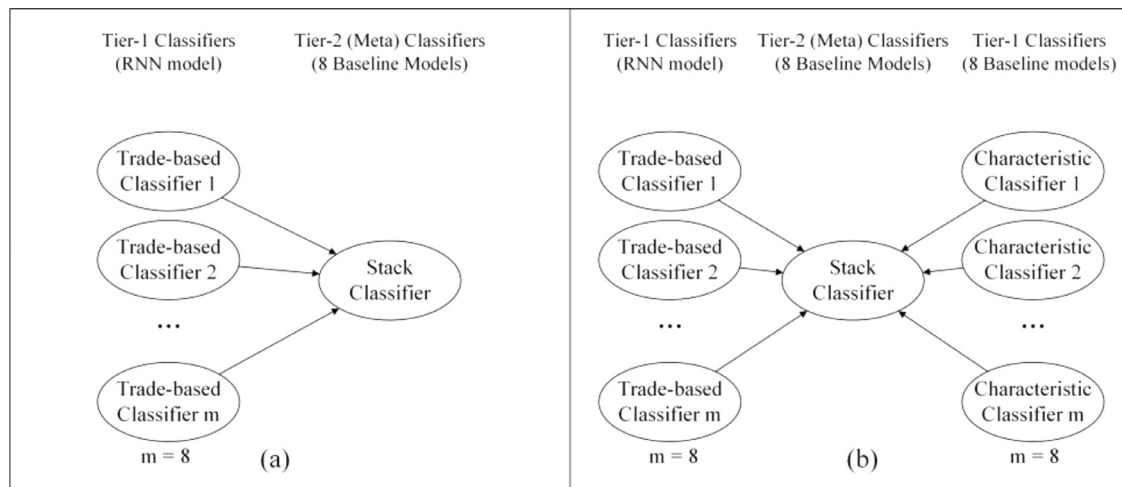 Tier-1 Classifiers
(RNN model)
Tier-2 (Meta) Classifiers
(8 Baseline Models)
Trade-based
Classifier 1
Trade-based
Classifier 2
...
Trade-based
Classifier m
m = 8
Stack
Classifier
(a)
Tier-1 Classifiers
(RNN model)
Tier-2 (Meta) Classifiers
(8 Baseline Models)
Tier-1 Classifiers
(8 Baseline models)
Trade-based
Classifier 1
Trade-based
Classifier 2
...
Trade-based
Classifier m
m = 8
Stack
Classifier
Characteristic
Classifier 1
Characteristic
Classifier 2
...
Characteristic
Classifier m
m = 8
(b)